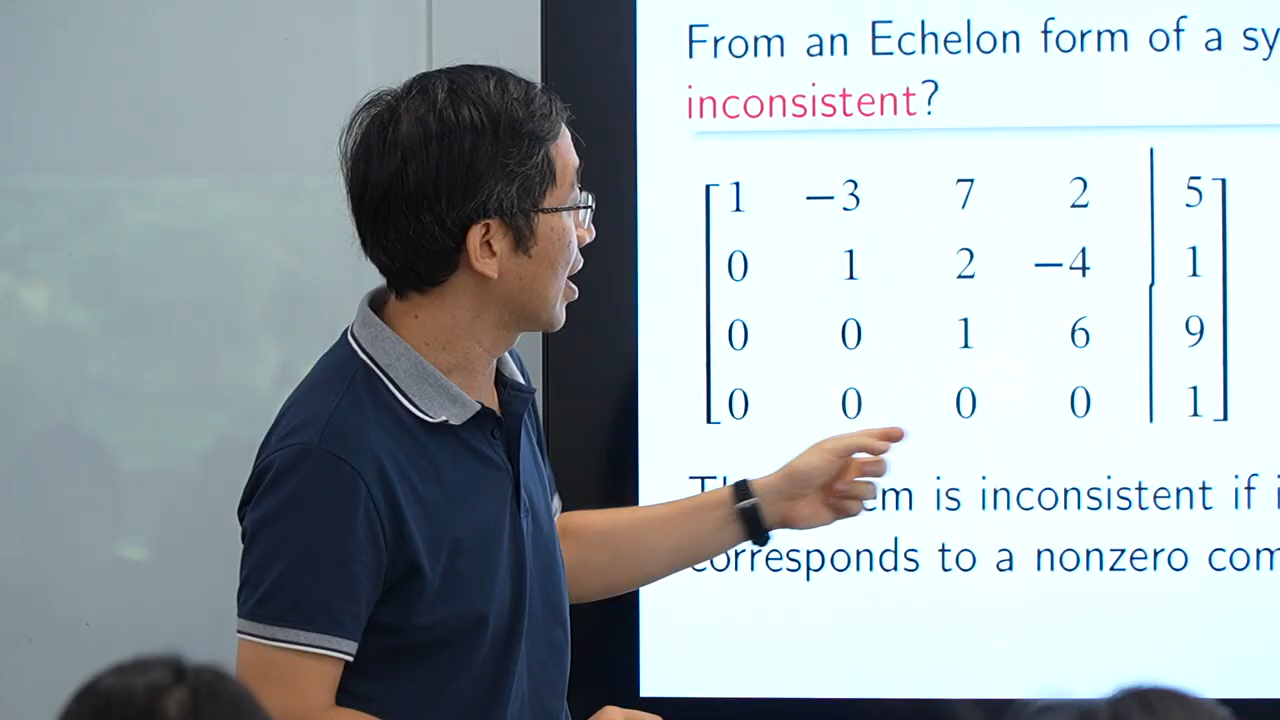 From an Echelon form of a sy
inconsistent?
1 −3 7 2 5
0 1 2 −4 1
0 0 1 6 9
0 0 0 0 1
is inconsistent if
corresponds to a nonzero com